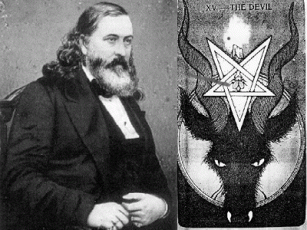 XV — THE DEVIL